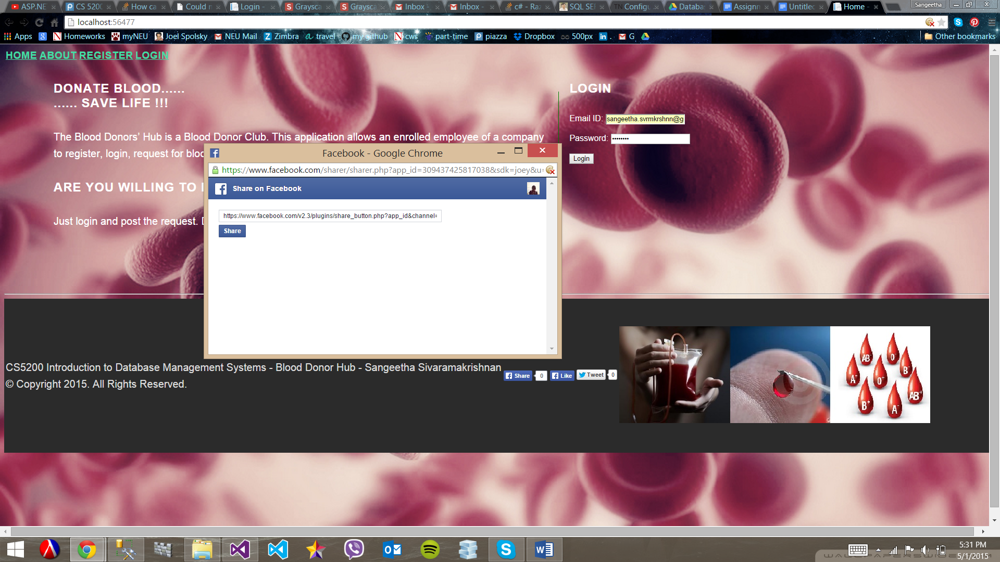 ASP.NE
CS 520
How ca
Could n
Login -
Graysca
Graysca
Inbox -
Inbox -
c# - Raz
SQL SEF
TN Configu
Databa
Assignm
Untitled
Home -
Sangeetha
localhost:56477
Apps
Homeworks
myNEU
Joel Spolsky
NEU Mail
Zimbra
travel
my github
cws
part-time
piazza
Dropbox
500px
.
G
Other bookmarks
HOME ABOUT REGISTER LOGIN
DONATE BLOOD......
...... SAVE LIFE !!!
The Blood Donors' Hub is a Blood Donor Club. This application allows an enrolled employee of a company
to register, login, request for bloo
ARE YOU WILLING TO
Just login and post the request.
LOGIN
Email ID: sangeetha.svrmkrshnn@g
Password: ••••••••
Login
Facebook - Google Chrome
https://www.facebook.com/sharer/sharer.php?app_id=309437425817038&sdk=joey&u=
Share on Facebook
https://www.facebook.com/v2.3/plugins/share_button.php?app_id&channel=
Share
CS5200 Introduction to Database Management Systems - Blood Donor Hub - Sangeetha Sivaramakrishnan
Share 0 Like Tweet 0
© Copyright 2015. All Rights Reserved.
AB- O- B-
A+ O+ AB+
B+ A-
5:31 PM
5/1/2015